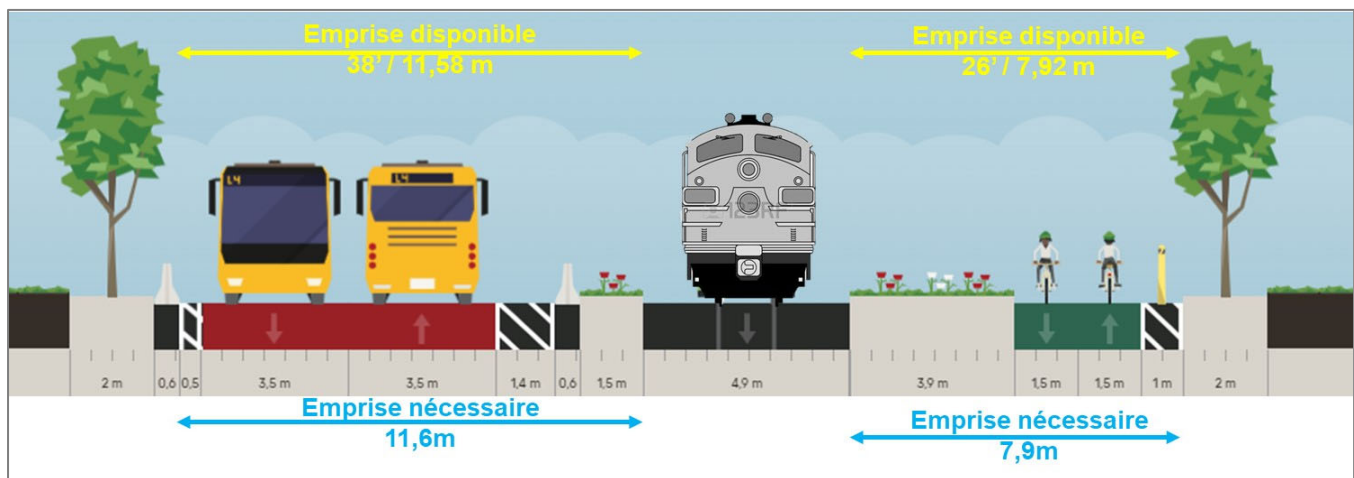 Emprise disponible
38' / 11,58 m
Emprise disponible
26' / 7,92 m
L4
L4
123RF
2 m
0,6
0,5
3,5 m
3,5 m
1,4 m
0,6
1,5 m
4,9 m
3,9 m
1,5 m
1,5 m
1 m
2 m
Emprise nécessaire
11,6m
Emprise nécessaire
7,9m